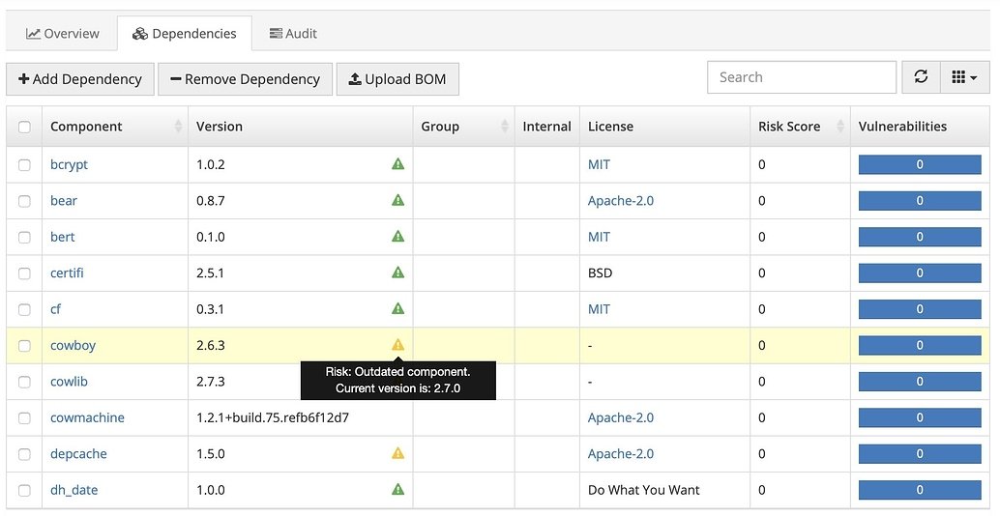 Overview Dependencies Audit
Add Dependency Remove Dependency Upload BOM Search
Component Version Group Internal License Risk Score Vulnerabilities
bcrypt 1.0.2 MIT 0 0
bear 0.8.7 Apache-2.0 0 0
bert 0.1.0 MIT 0 0
certifi 2.5.1 BSD 0 0
cf 0.3.1 MIT 0 0
cowboy 2.6.3 - 0 0
Risk: Outdated component.
Current version is: 2.7.0
cowlib 2.7.3 - 0 0
cowmachine 1.2.1+build.75.refb6f12d7 Apache-2.0 0 0
depcache 1.5.0 Apache-2.0 0 0
dh_date 1.0.0 Do What You Want 0 0